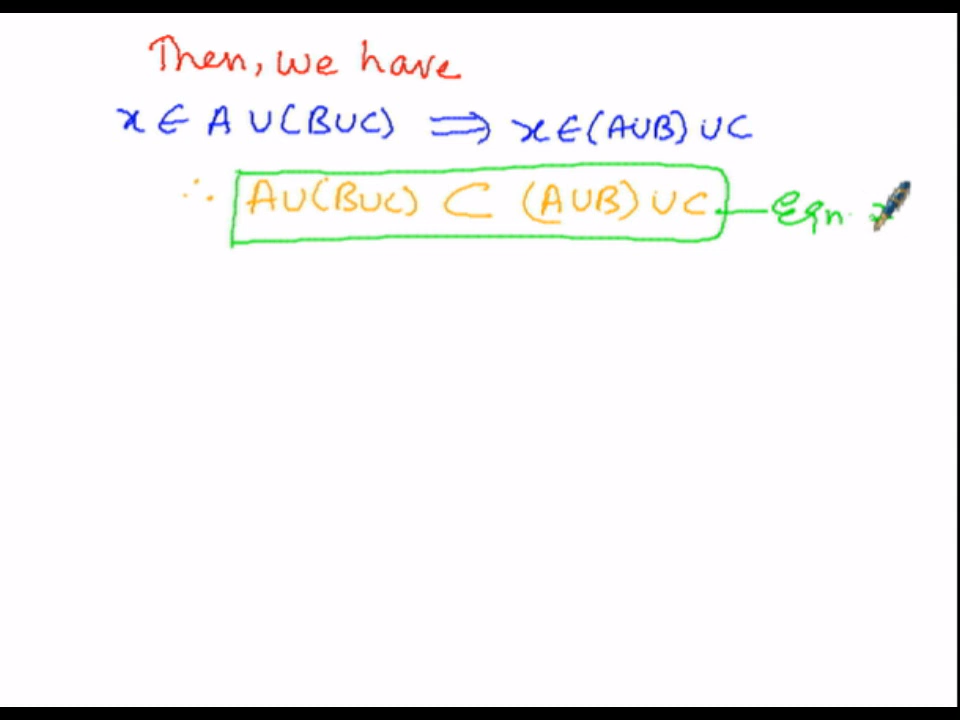 Then, we have
x ∈ A ∪ (B ∪ C) ⟹ x ∈ (A ∪ B) ∪ C
∴ A ∪ (B ∪ C) ⊂ (A ∪ B) ∪ C — Eqn.